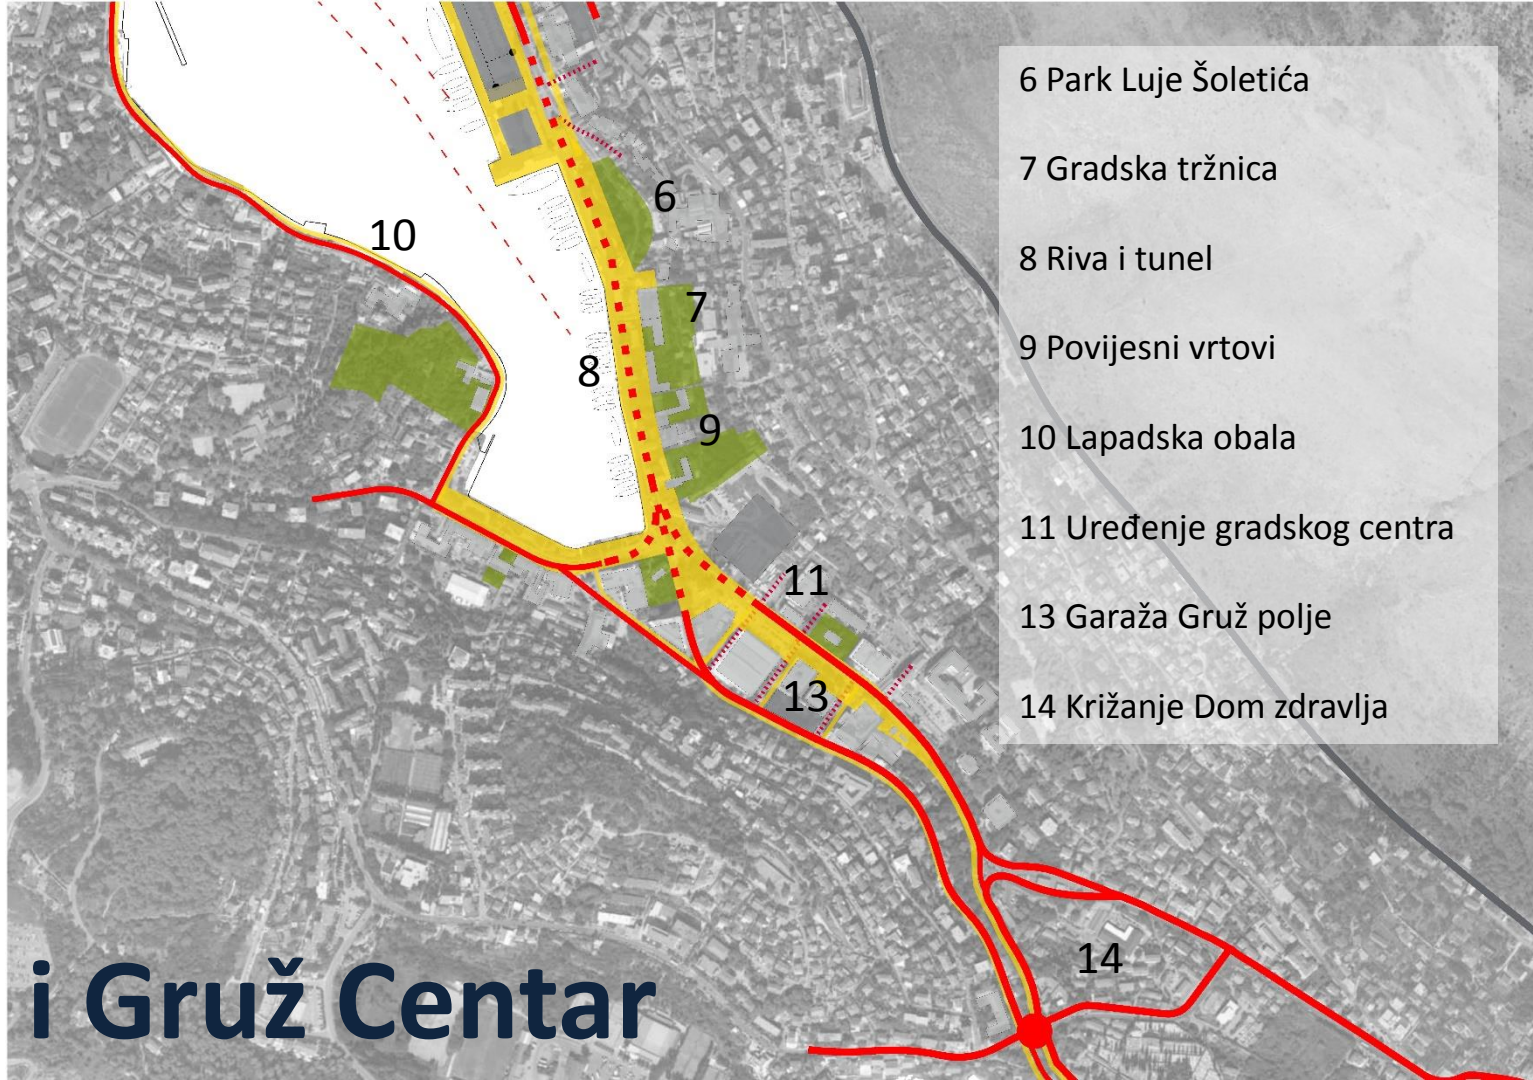 6 Park Luje Šoletića
7 Gradska tržnica
8 Riva i tunel
9 Povijesni vrtovi
10 Lapadska obala
11 Uređenje gradskog centra
13 Garaža Gruž polje
14 Križanje Dom zdravlja
6
10
7
8
9
11
13
14
i Gruž Centar